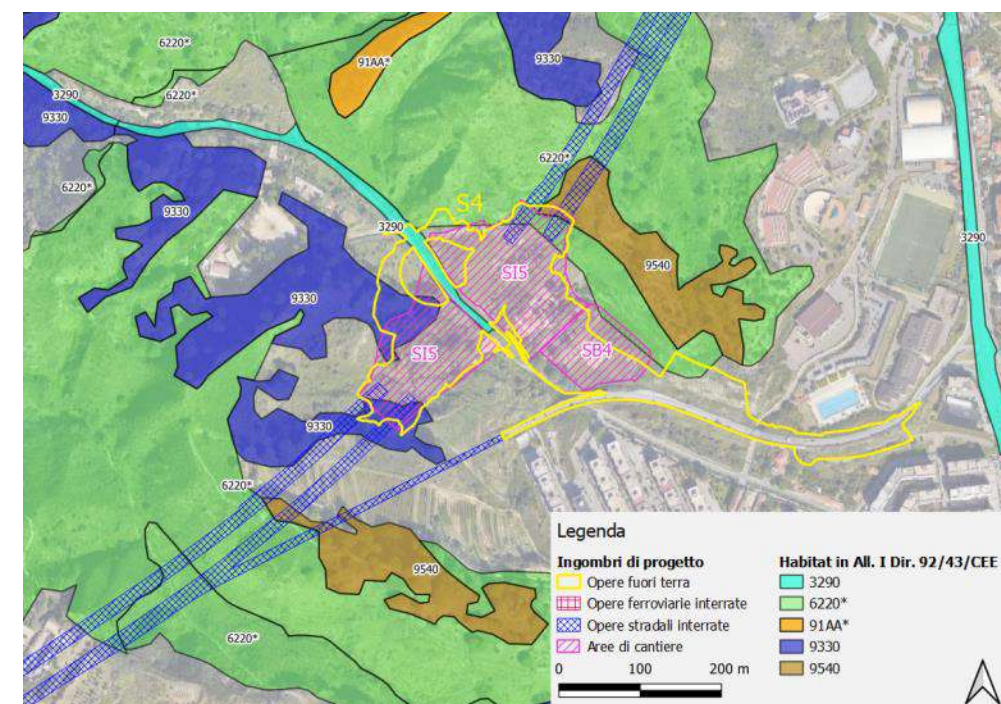 6220*
91AA*
9330
3290
6220*
9330
6220*
6220*
9330
S4
3290
3290
9540
SI5
9330
SI5
SB4
9330
6220*
9540
6220*
Legenda
Ingombri di progetto
Opere fuori terra
Opere ferroviarie interrate
Opere stradali interrate
Aree di cantiere
0 100 200 m
Habitat in All. I Dir. 92/43/CEE
3290
6220*
91AA*
9330
9540